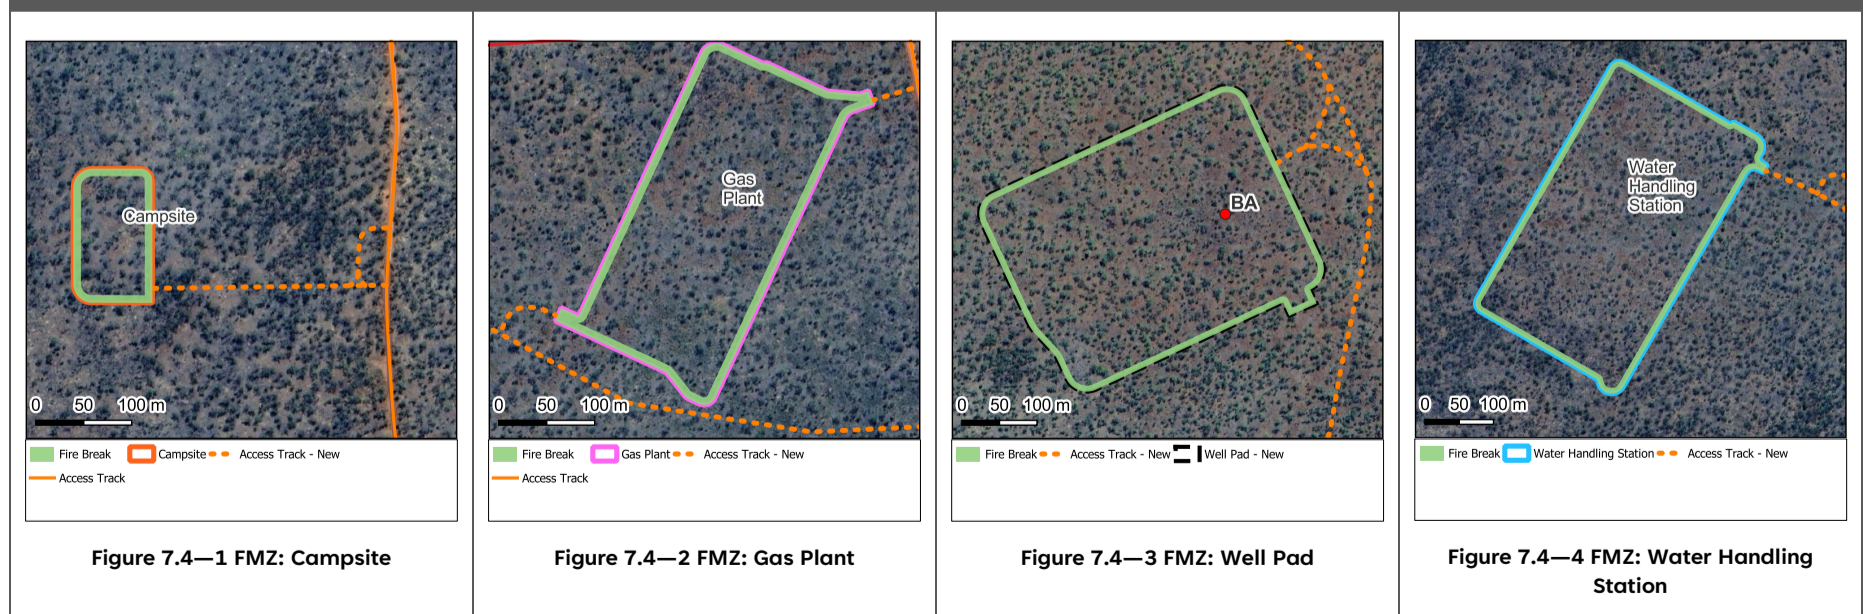 Campsite
0 50 100 m
Fire Break Campsite Access Track - New
Access Track
Figure 7.4—1 FMZ: Campsite
Gas
Plant
0 50 100 m
Fire Break Gas Plant Access Track - New
Access Track
Figure 7.4—2 FMZ: Gas Plant
BA
0 50 100 m
Fire Break Access Track - New Well Pad - New
Figure 7.4—3 FMZ: Well Pad
Water
Handling
Station
0 50 100 m
Fire Break Water Handling Station Access Track - New
Figure 7.4—4 FMZ: Water Handling
Station